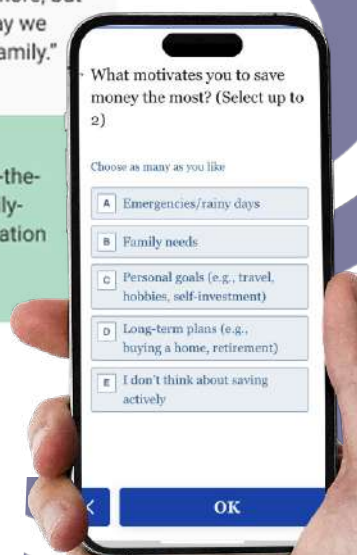 ay we
amily.”
-the-
ily-
ation
What motivates you to save
money the most? (Select up to
2)
Choose as many as you like
A Emergencies/rainy days
B Family needs
C Personal goals (e.g., travel,
hobbies, self-investment)
D Long-term plans (e.g.,
buying a home, retirement)
E I don't think about saving
actively
< OK